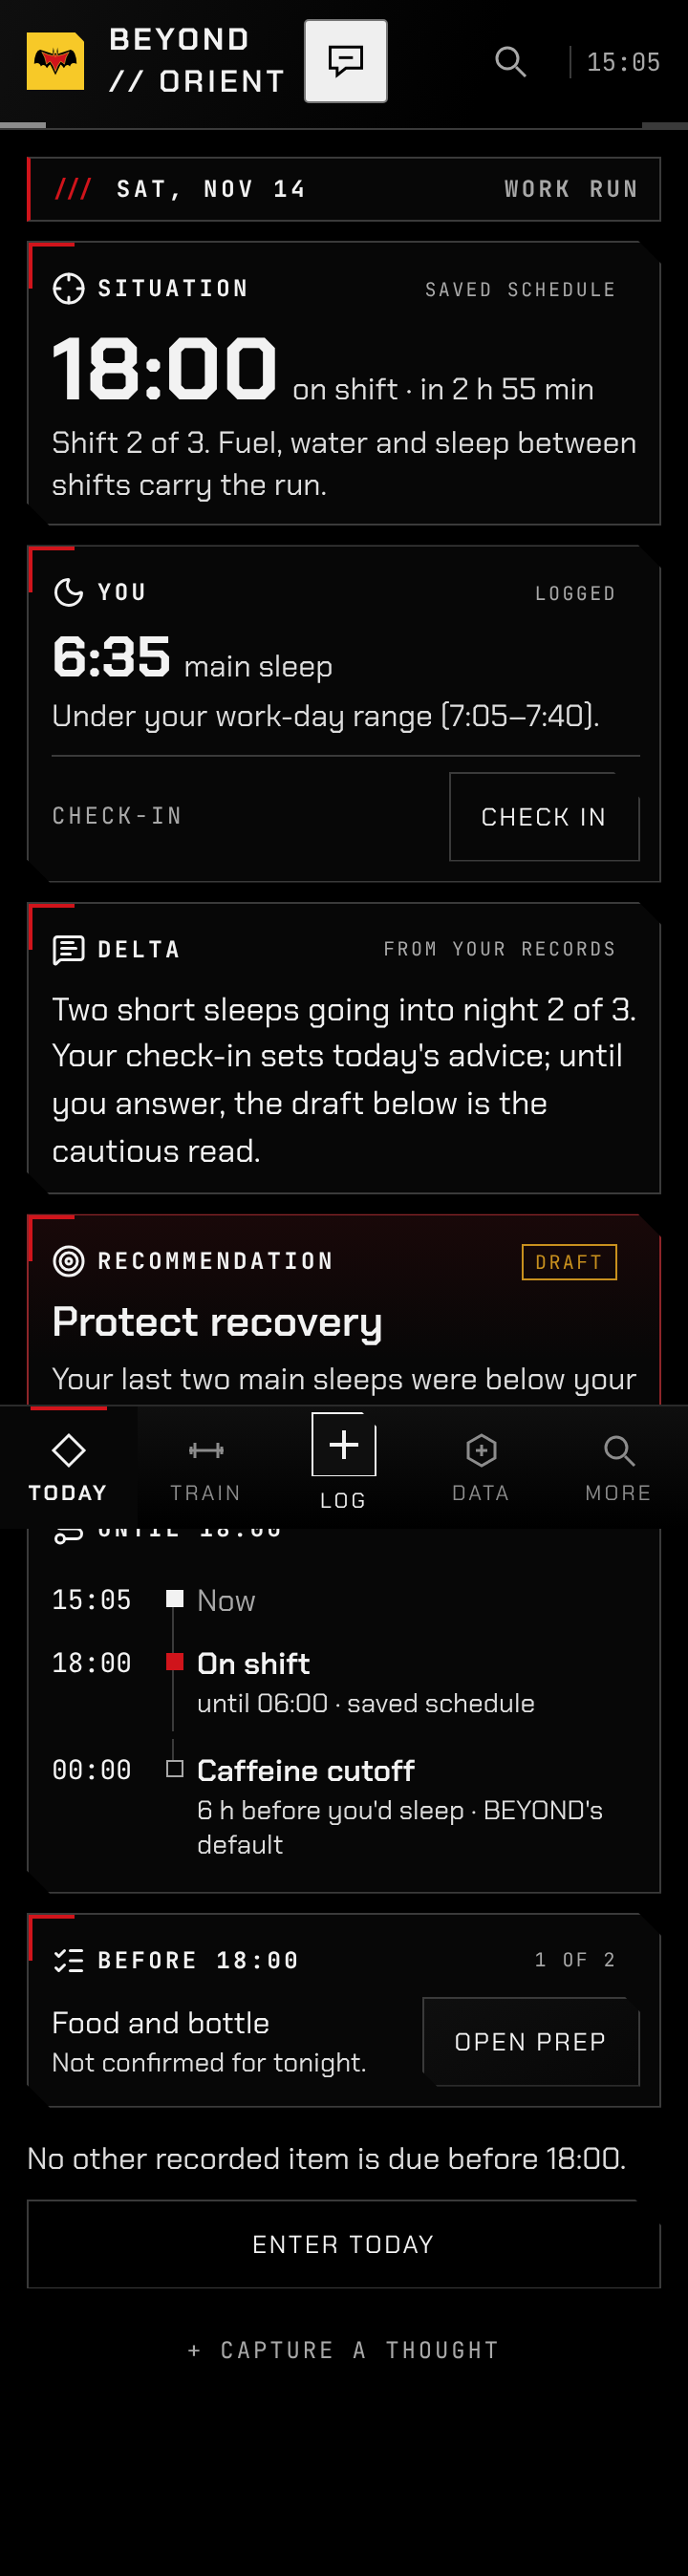 BEYOND
// ORIENT
15:05
/// SAT, NOV 14
WORK RUN
SITUATION
SAVED SCHEDULE
18:00 on shift · in 2 h 55 min
Shift 2 of 3. Fuel, water and sleep between
shifts carry the run.
YOU
LOGGED
6:35 main sleep
Under your work-day range (7:05–7:40).
CHECK-IN
CHECK IN
DELTA
FROM YOUR RECORDS
Two short sleeps going into night 2 of 3.
Your check-in sets today's advice; until
you answer, the draft below is the
cautious read.
RECOMMENDATION
DRAFT
Protect recovery
Your last two main sleeps were below your
TODAY
TRAIN
LOG
DATA
MORE
UNTIL 18:00
15:05 Now
18:00 On shift
until 06:00 · saved schedule
00:00 Caffeine cutoff
6 h before you'd sleep · BEYOND's
default
BEFORE 18:00
1 OF 2
Food and bottle
Not confirmed for tonight.
OPEN PREP
No other recorded item is due before 18:00.
ENTER TODAY
+ CAPTURE A THOUGHT